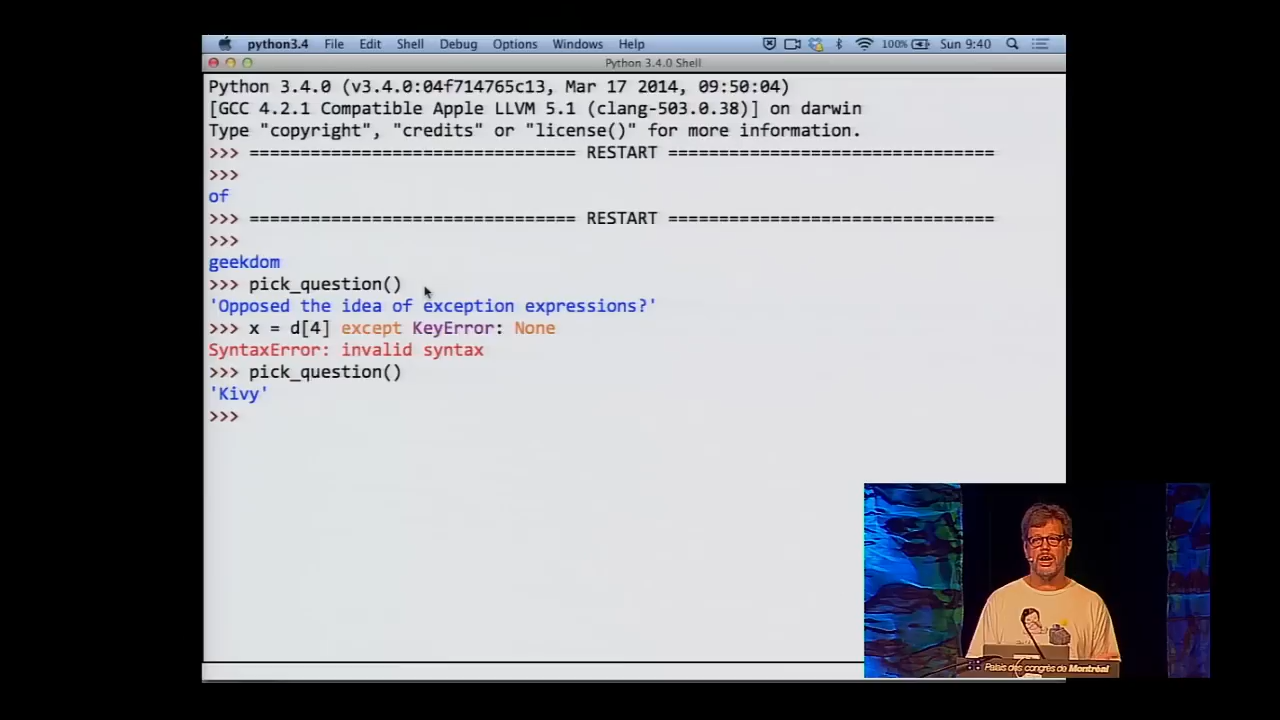 python3.4 File Edit Shell Debug Options Windows Help 100% Sun 9:40
Python 3.4.0 Shell
Python 3.4.0 (v3.4.0:04f714765c13, Mar 17 2014, 09:50:04)
[GCC 4.2.1 Compatible Apple LLVM 5.1 (clang-503.0.38)] on darwin
Type "copyright", "credits" or "license()" for more information.
>>> ================================ RESTART ================================
>>>
of
>>> ================================ RESTART ================================
>>>
geekdom
>>> pick_question()
'Opposed the idea of exception expressions?'
>>> x = d[4] except KeyError: None
SyntaxError: invalid syntax
>>> pick_question()
'Kivy'
>>>
Palais des congrès de Montréal